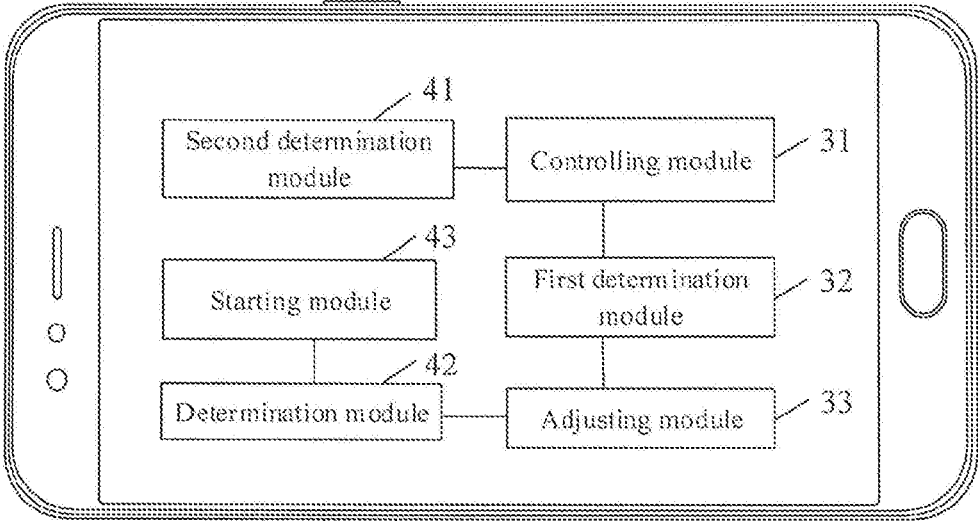 41
Second determination
module
Controlling module
31
43
Starting module
First determination
module
32
42
Determination module
Adjusting module
33